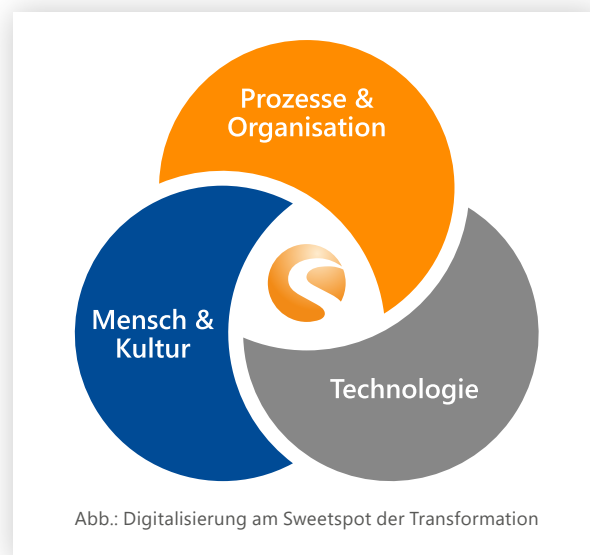 Prozesse &
Organisation
Mensch &
Kultur
Technologie
Abb.: Digitalisierung am Sweetspot der Transformation